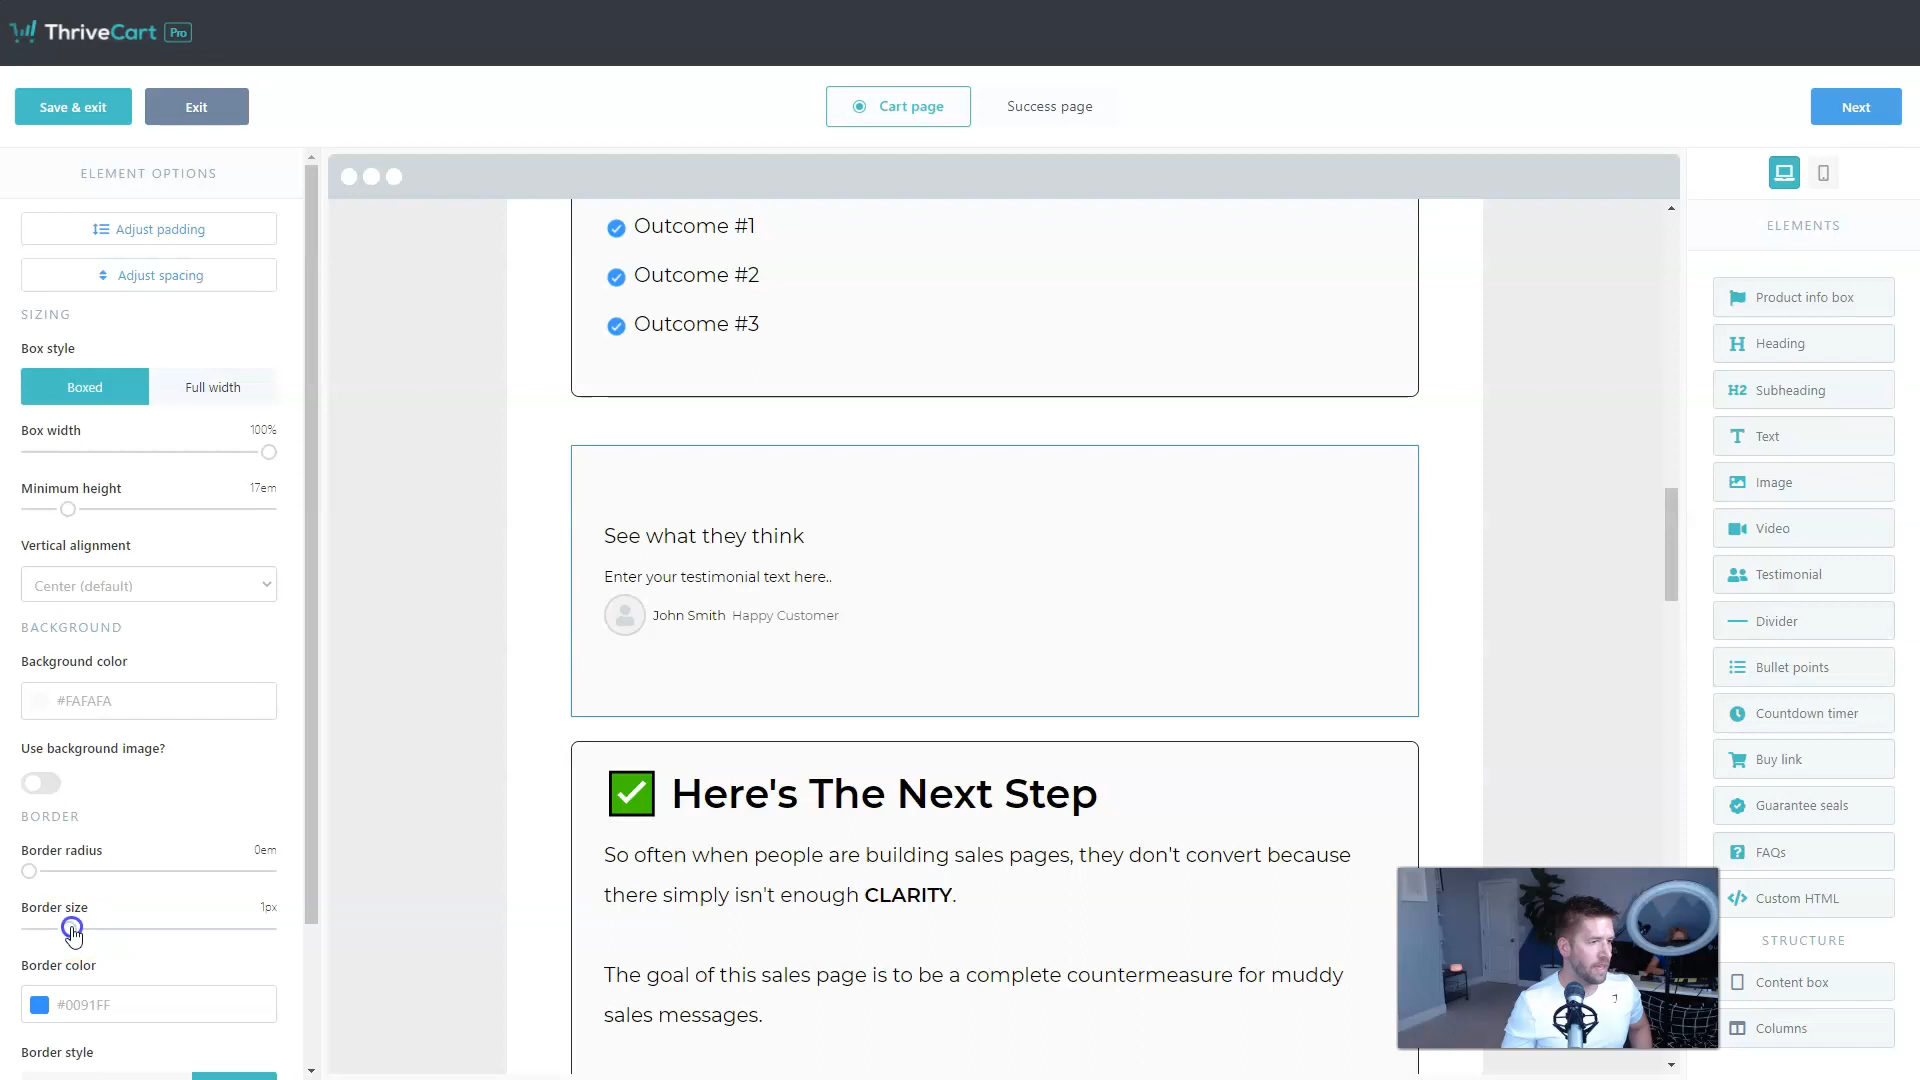 ThriveCart Pro
Save & exit
Exit
Cart page
Success page
Next
ELEMENT OPTIONS
Adjust padding
Adjust spacing
SIZING
Box style
Boxed
Full width
Box width
100%
Minimum height
17em
Vertical alignment
Center (default)
BACKGROUND
Background color
#FAFAFA
Use background image?
BORDER
Border radius
0em
Border size
1px
Border color
#0091FF
Border style
Outcome #1
Outcome #2
Outcome #3
See what they think
Enter your testimonial text here..
John Smith Happy Customer
Here's The Next Step
So often when people are building sales pages, they don't convert because
there simply isn't enough CLARITY.
The goal of this sales page is to be a complete countermeasure for muddy
sales messages.
ELEMENTS
Product info box
H Heading
H2 Subheading
T Text
Image
Video
Testimonial
Divider
Bullet points
Countdown timer
Buy link
Guarantee seals
? FAQs
</> Custom HTML
STRUCTURE
Content box
Columns